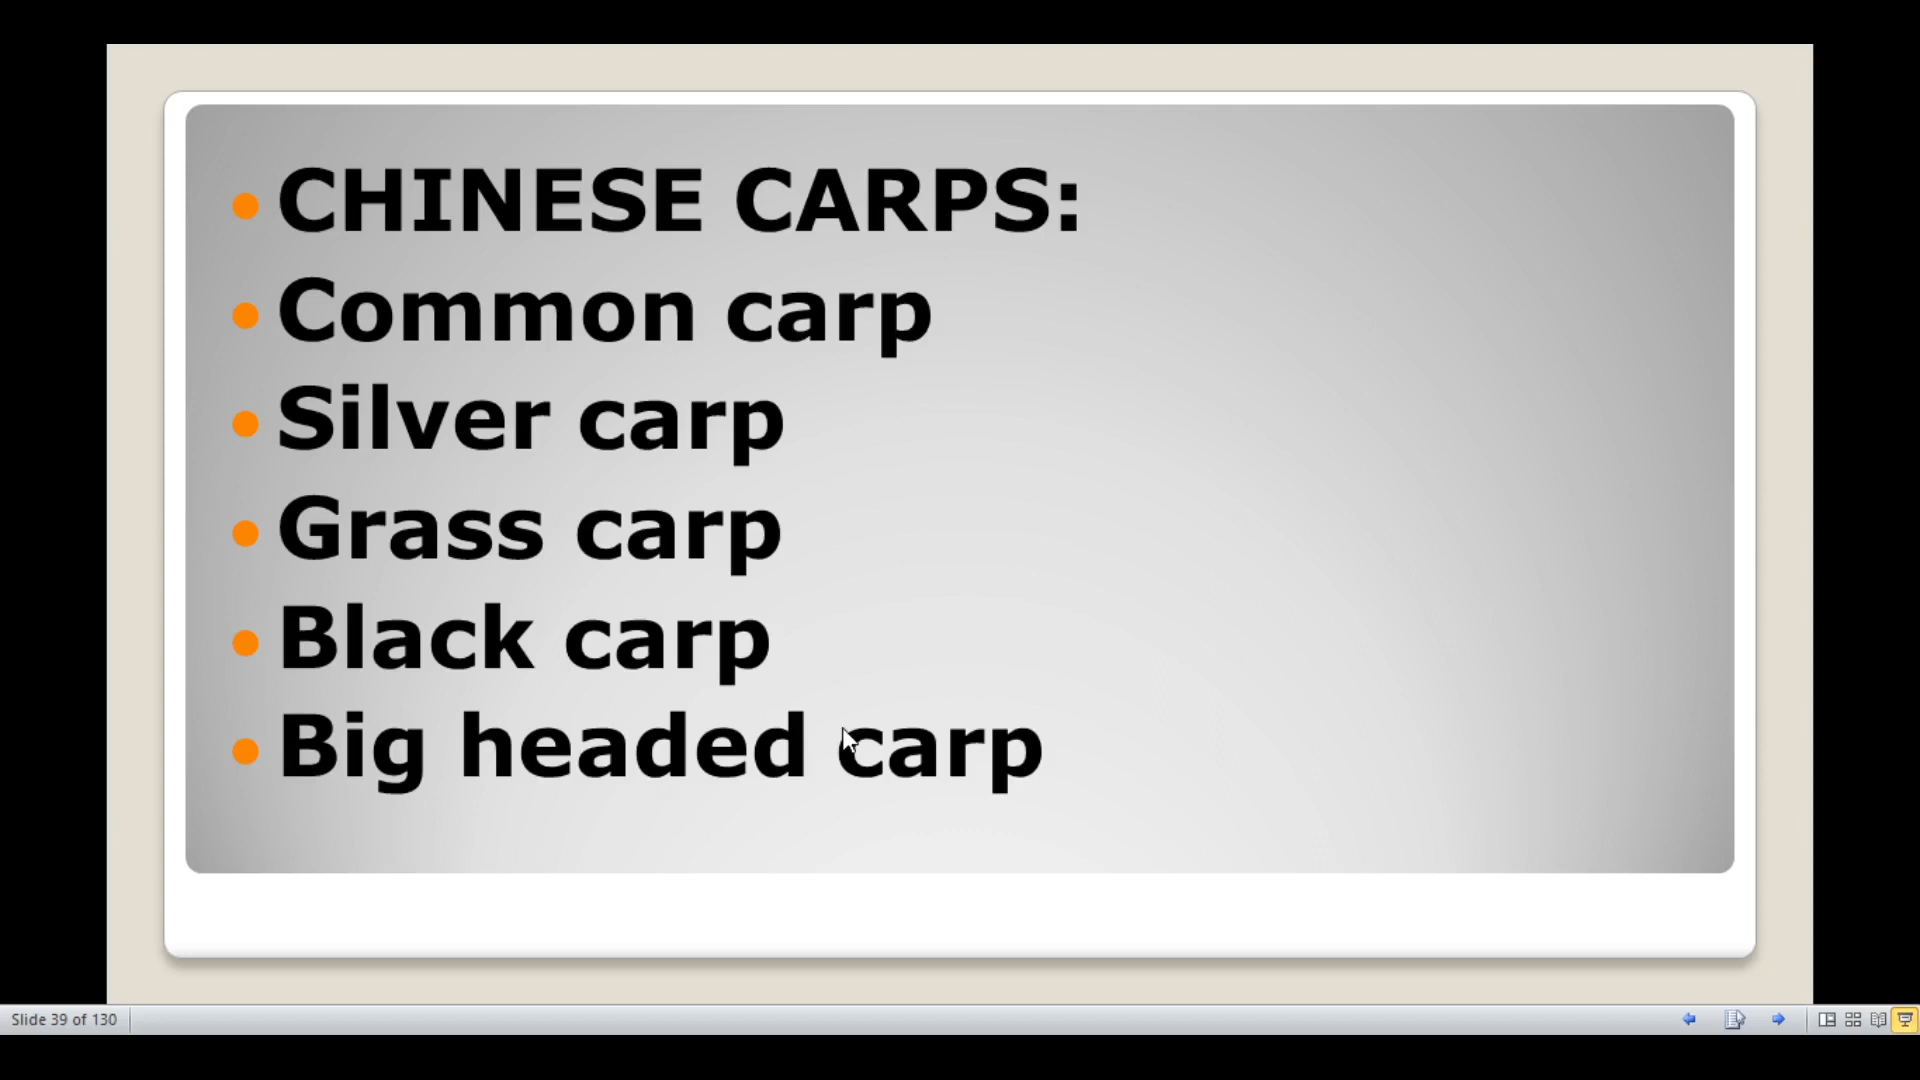 CHINESE CARPS:
Common carp
Silver carp
Grass carp
Black carp
Big headed carp
Slide 39 of 130